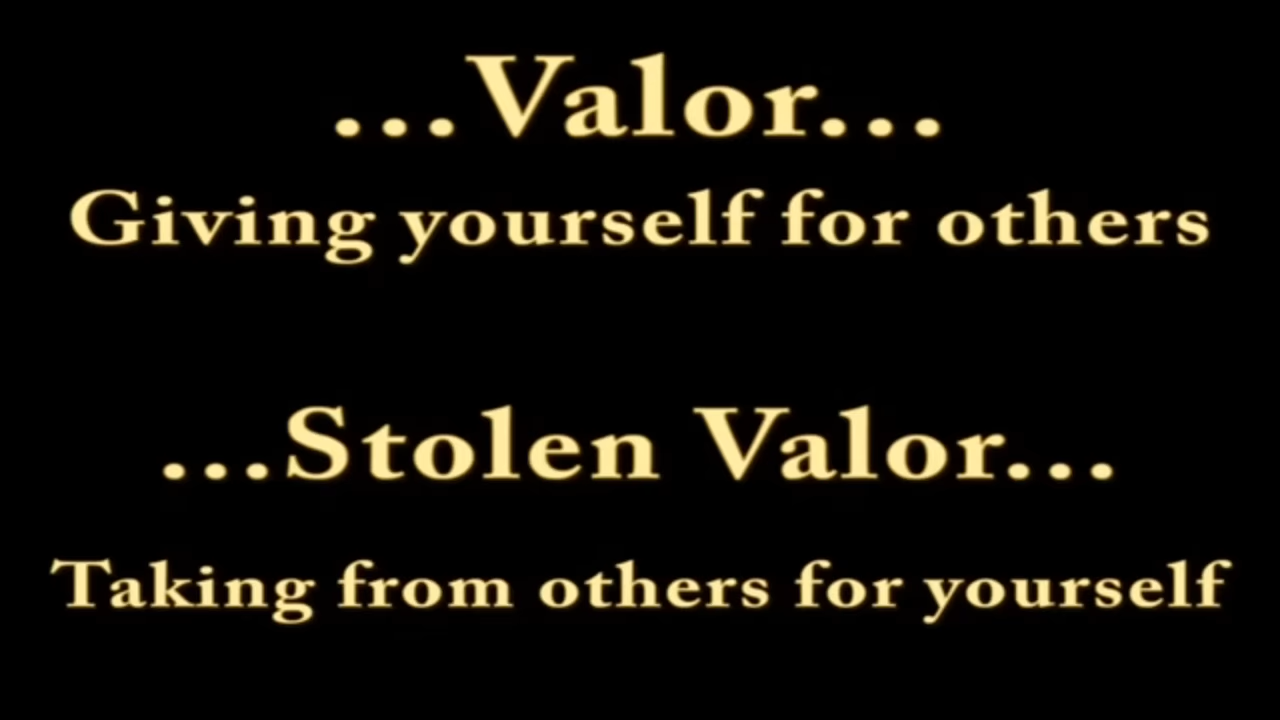 ...Valor...
Giving yourself for others
...Stolen Valor...
Taking from others for yourself